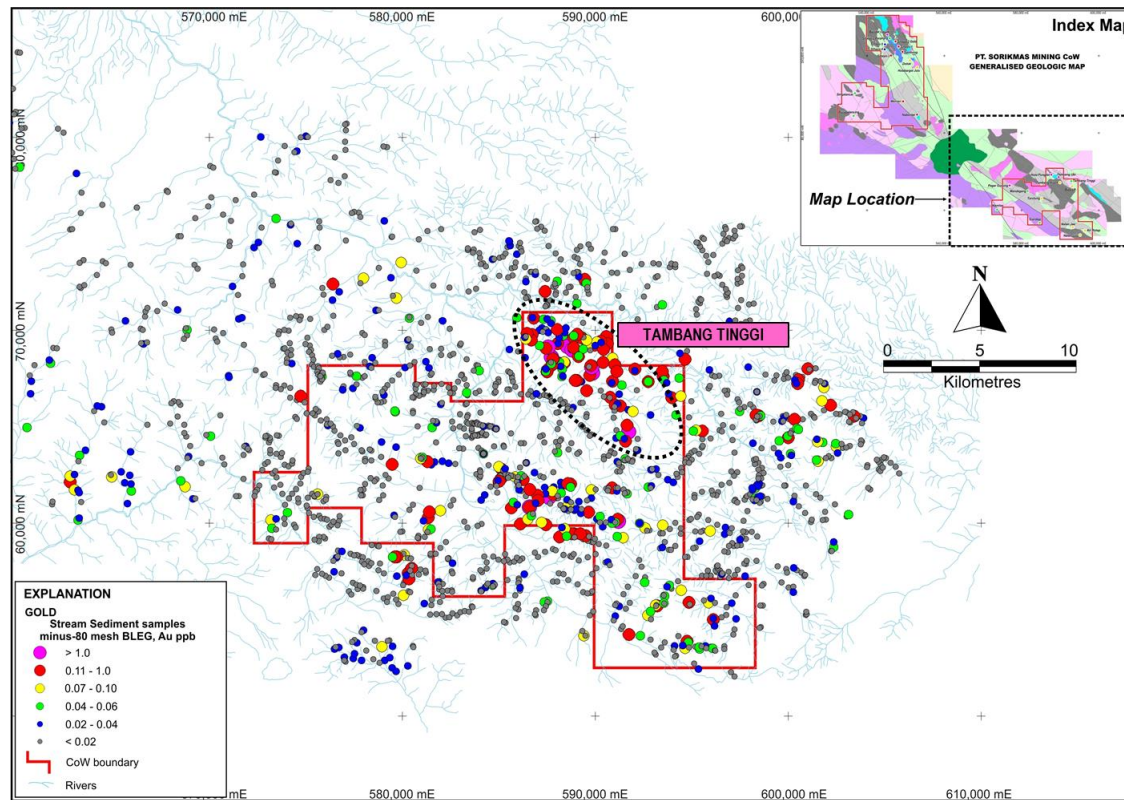 570,000 mE
580,000 mE
590,000 mE
600,000 mE
Index Map
PT. SORIKMAS MINING CoW
GENERALISED GEOLOGIC MAP
Map Location
N
0 5 10
Kilometres
TAMBANG TINGGI
70,000 mN
60,000 mN
EXPLANATION
GOLD
Stream Sediment samples
minus-80 mesh BLEG, Au ppb
> 1.0
0.11 - 1.0
0.07 - 0.10
0.04 - 0.06
0.02 - 0.04
< 0.02
CoW boundary
Rivers
580,000 mE
590,000 mE
600,000 mE
610,000 mE